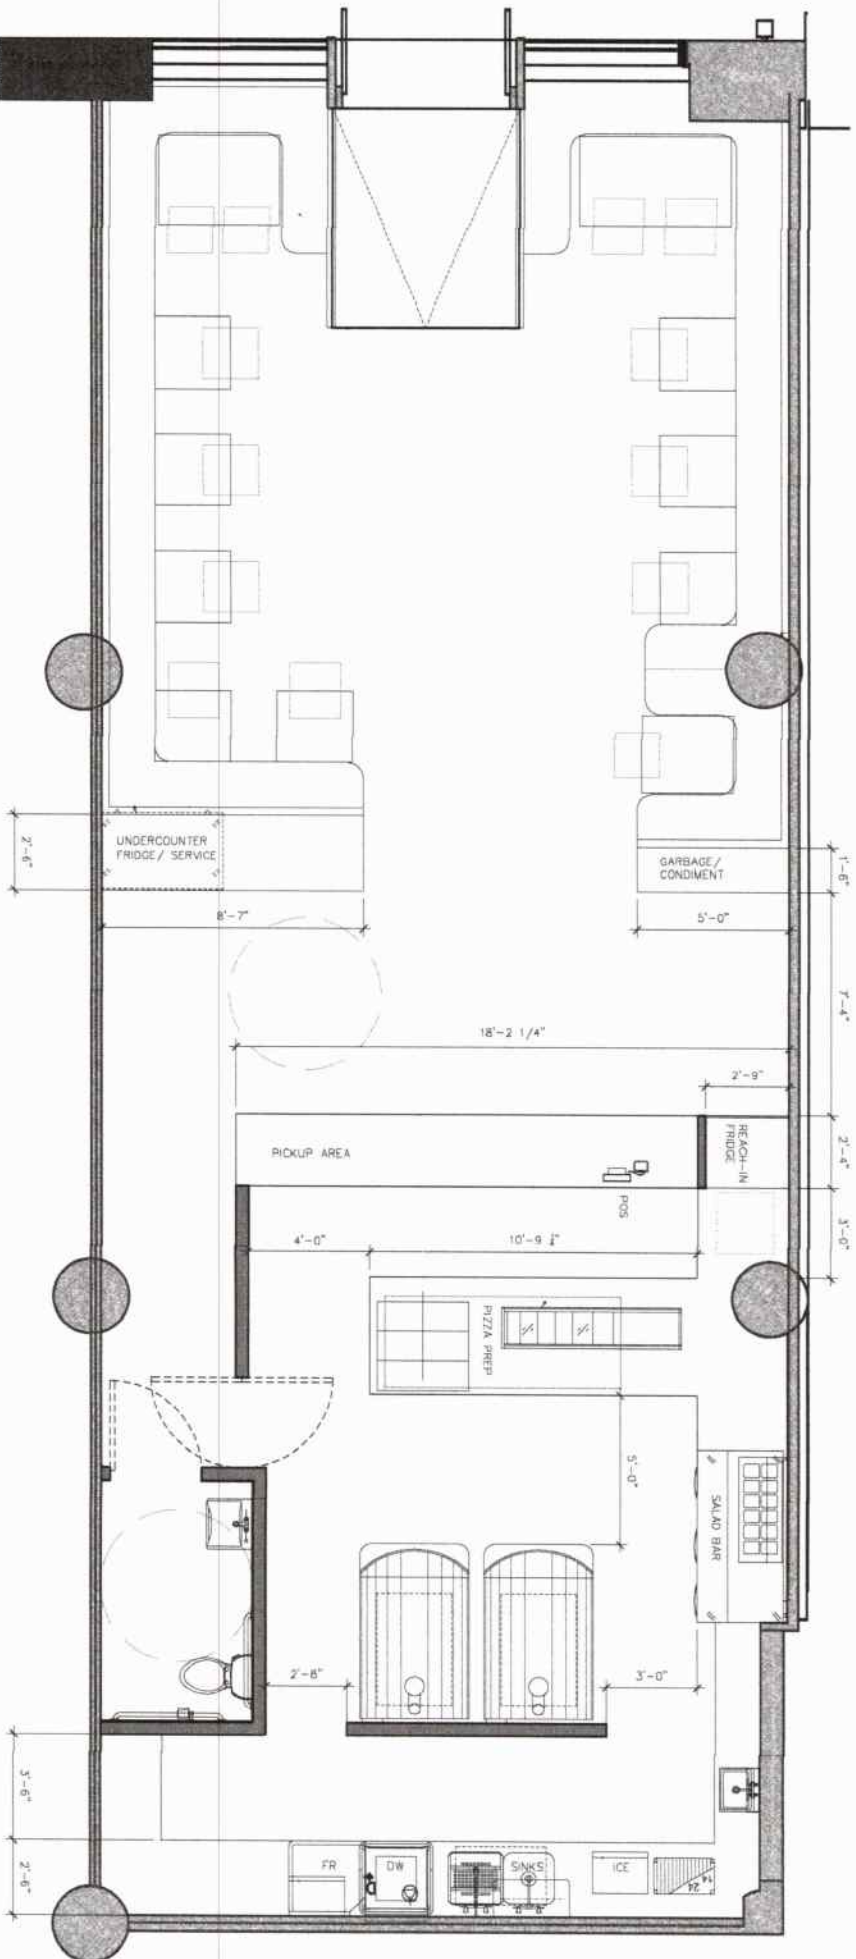 UNDERCOUNTER
FRIDGE/ SERVICE
2'-6"
GARBAGE/
CONDIMENT
1'-6"
8'-7"
5'-0"
7'-4"
18'-2 1/4"
2'-9"
PICKUP AREA
REACH-IN
FRIDGE
2'-4"
POS
3'-0"
4'-0"
10'-9
PIZZA PREP
5'-0"
SALAD BAR
2'-8"
3'-0"
3'-6"
2'-6"
FR
DW
SINKS
ICE
14
24